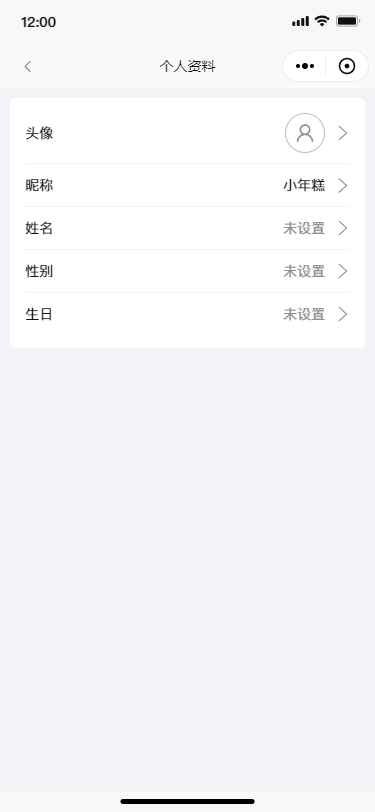 12:00
个人资料
头像
昵称 小年糕
姓名 未设置
性别 未设置
生日 未设置